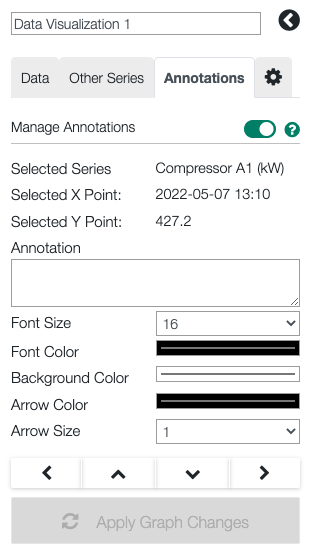 Data Visualization 1
Data Other Series Annotations
Manage Annotations ?
Selected Series Compressor A1 (kW)
Selected X Point: 2022-05-07 13:10
Selected Y Point: 427.2
Annotation
Font Size 16
Font Color
Background Color
Arrow Color
Arrow Size 1
Apply Graph Changes